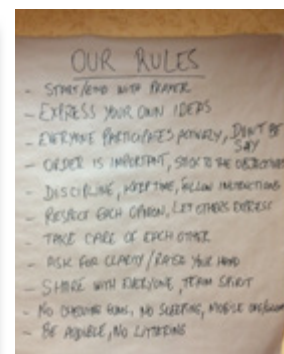 OUR RULES
- START/END WITH PRAYER
- EXPRESS YOUR OWN IDEAS
- EVERYONE PARTICIPATES ACTIVELY, DON'T BE
SAY
- ORDER IS IMPORTANT, STICK TO THE OBJECTIVES
- DISCIPLINE, KEEP TIME, FOLLOW INSTRUCTIONS
- RESPECT EACH OPINION, LET OTHERS EXPRESS
- TAKE CARE OF EACH OTHER
- ASK FOR CLARITY / RAISE YOUR HAND
- SHARE WITH EVERYONE, TEAM SPIRIT
- NO CHEWING GUMS, NO SLEEPING, MOBILE
- BE AUDIBLE, NO LITTERING